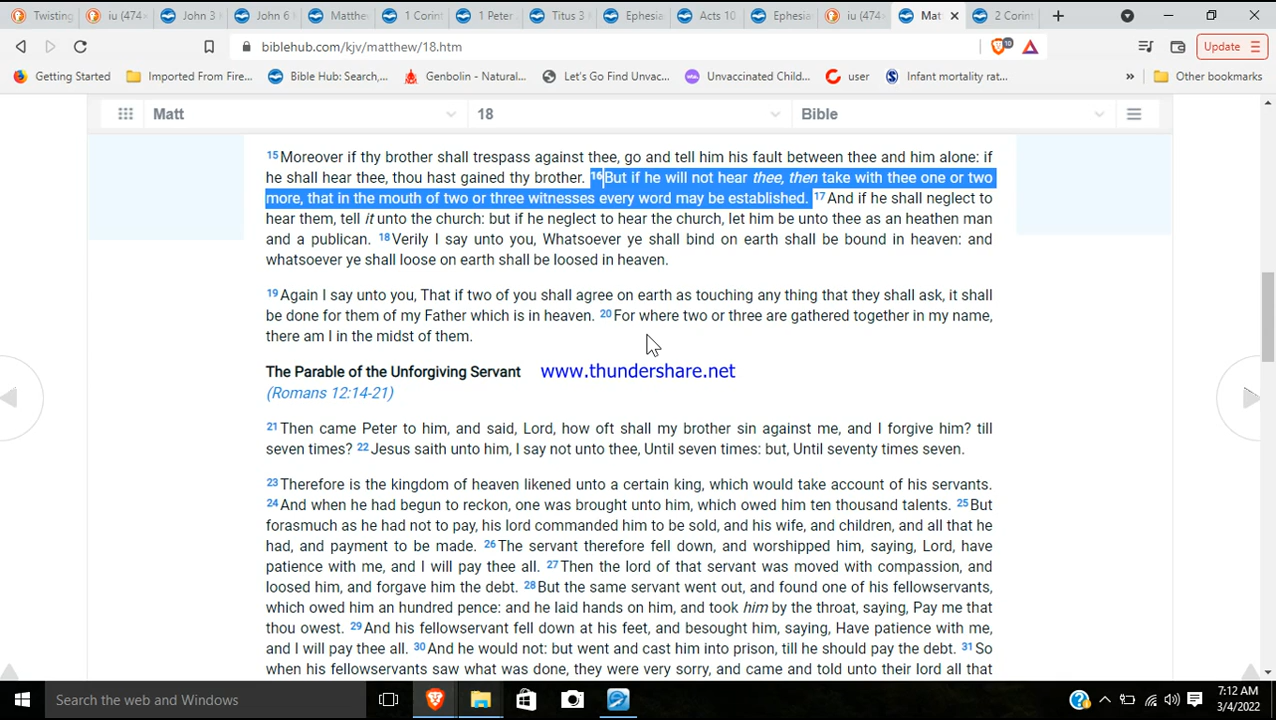 Twisting
iu (474×
John 3
John 6
Matthe
1 Corint
1 Peter
Titus 3
Ephesia
Acts 10
Ephesia
iu (474×
Mat
2 Corint
biblehub.com/kjv/matthew/18.htm
10
Update
Getting Started
Imported From Fire...
Bible Hub: Search,...
Genbolin - Natural...
Let's Go Find Unvac...
Unvaccinated Child...
user
Infant mortality rat...
»
Other bookmarks
Matt
18
Bible
15 Moreover if thy brother shall trespass against thee, go and tell him his fault between thee and him alone: if
he shall hear thee, thou hast gained thy brother. 16 But if he will not hear thee, then take with thee one or two
more, that in the mouth of two or three witnesses every word may be established. 17 And if he shall neglect to
hear them, tell it unto the church: but if he neglect to hear the church, let him be unto thee as an heathen man
and a publican. 18 Verily I say unto you, Whatsoever ye shall bind on earth shall be bound in heaven: and
whatsoever ye shall loose on earth shall be loosed in heaven.
19 Again I say unto you, That if two of you shall agree on earth as touching any thing that they shall ask, it shall
be done for them of my Father which is in heaven. 20 For where two or three are gathered together in my name,
there am I in the midst of them.
The Parable of the Unforgiving Servant
www.thundershare.net
(Romans 12:14-21)
21 Then came Peter to him, and said, Lord, how oft shall my brother sin against me, and I forgive him? till
seven times? 22 Jesus saith unto him, I say not unto thee, Until seven times: but, Until seventy times seven.
23 Therefore is the kingdom of heaven likened unto a certain king, which would take account of his servants.
24 And when he had begun to reckon, one was brought unto him, which owed him ten thousand talents. 25 But
forasmuch as he had not to pay, his lord commanded him to be sold, and his wife, and children, and all that he
had, and payment to be made. 26 The servant therefore fell down, and worshipped him, saying, Lord, have
patience with me, and I will pay thee all. 27 Then the lord of that servant was moved with compassion, and
loosed him, and forgave him the debt. 28 But the same servant went out, and found one of his fellowservants,
which owed him an hundred pence: and he laid hands on him, and took him by the throat, saying, Pay me that
thou owest. 29 And his fellowservant fell down at his feet, and besought him, saying, Have patience with me,
and I will pay thee all. 30 And he would not: but went and cast him into prison, till he should pay the debt. 31 So
when his fellowservants saw what was done, they were very sorry, and came and told unto their lord all that
Search the web and Windows
7:12 AM
3/4/2022